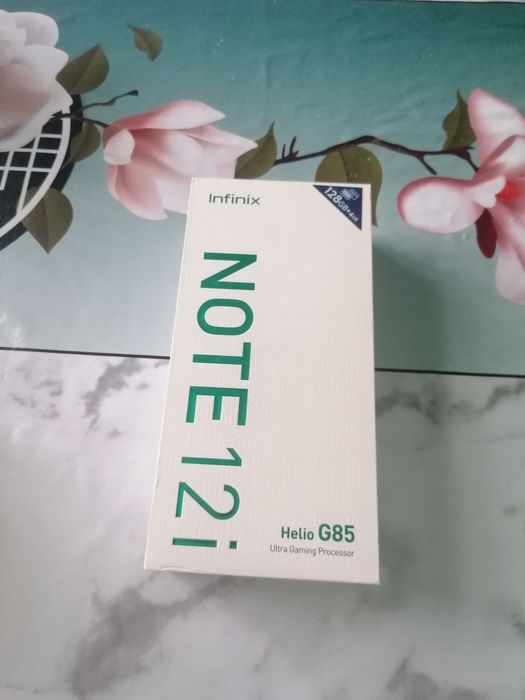 Infinix
128GB+4GB
NOTE 12i
Helio G85
Ultra Gaming Processor